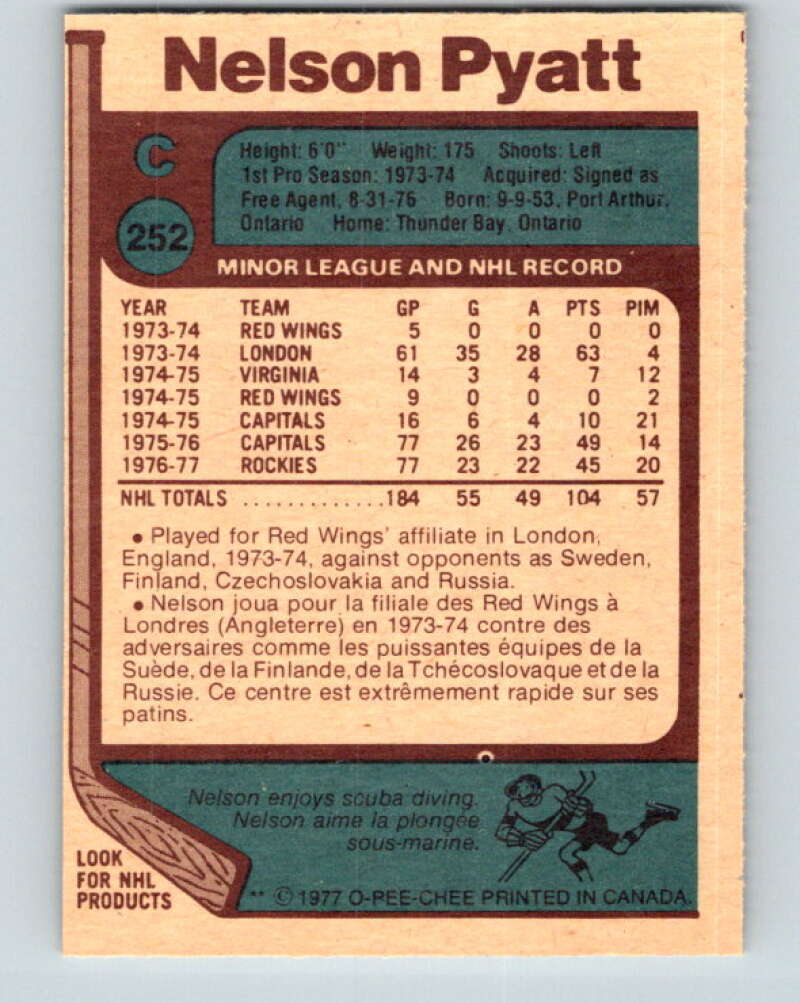 Nelson Pyatt
C
252
Height: 6'0" Weight: 175 Shoots: Left
1st Pro Season: 1973-74 Acquired: Signed as
Free Agent, 8-31-76 Born: 9-9-53, Port Arthur,
Ontario Home: Thunder Bay, Ontario
MINOR LEAGUE AND NHL RECORD
YEAR TEAM GP G A PTS PIM
1973-74 RED WINGS 5 0 0 0 0
1973-74 LONDON 61 35 28 63 4
1974-75 VIRGINIA 14 3 4 7 12
1974-75 RED WINGS 9 0 0 0 2
1974-75 CAPITALS 16 6 4 10 21
1975-76 CAPITALS 77 26 23 49 14
1976-77 ROCKIES 77 23 22 45 20
NHL TOTALS .............184 55 49 104 57
• Played for Red Wings' affiliate in London,
England, 1973-74, against opponents as Sweden,
Finland, Czechoslovakia and Russia.
• Nelson joua pour la filiale des Red Wings à
Londres (Angleterre) en 1973-74 contre des
adversaires comme les puissantes équipes de la
Suède, de la Finlande, de la Tchécoslovaque et de la
Russie. Ce centre est extrêmement rapide sur ses
patins.
Nelson enjoys scuba diving.
Nelson aime la plongée
sous-marine.
LOOK
FOR NHL
PRODUCTS
** © 1977 O-PEE-CHEE PRINTED IN CANADA.